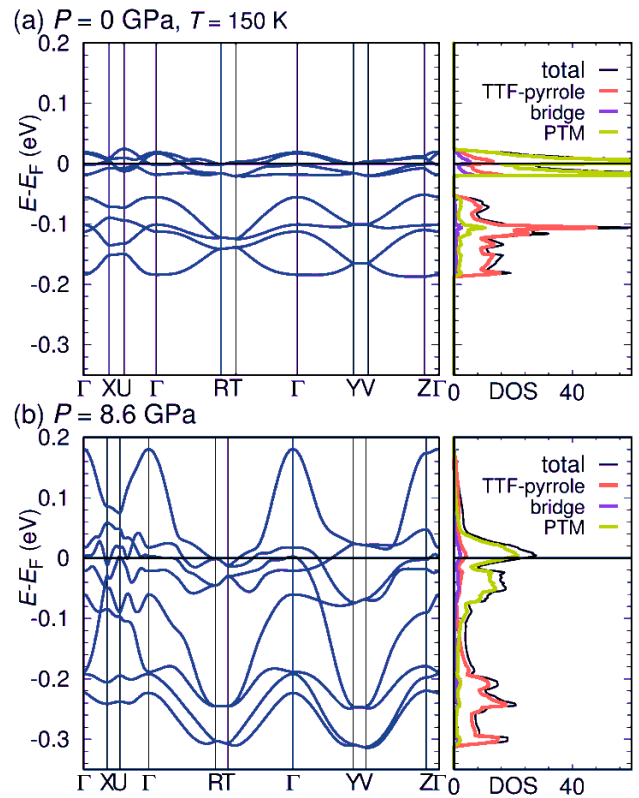 (a) P = 0 GPa, T = 150 K
0.2
0.1
0
-0.1
-0.2
-0.3
E-E_F (eV)
Γ XU Γ RT Γ YV ZΓ
total
TTF-pyrrole
bridge
PTM
0 DOS 40
(b) P = 8.6 GPa
0.2
0.1
0
-0.1
-0.2
-0.3
E-E_F (eV)
Γ XU Γ RT Γ YV ZΓ
total
TTF-pyrrole
bridge
PTM
0 DOS 40